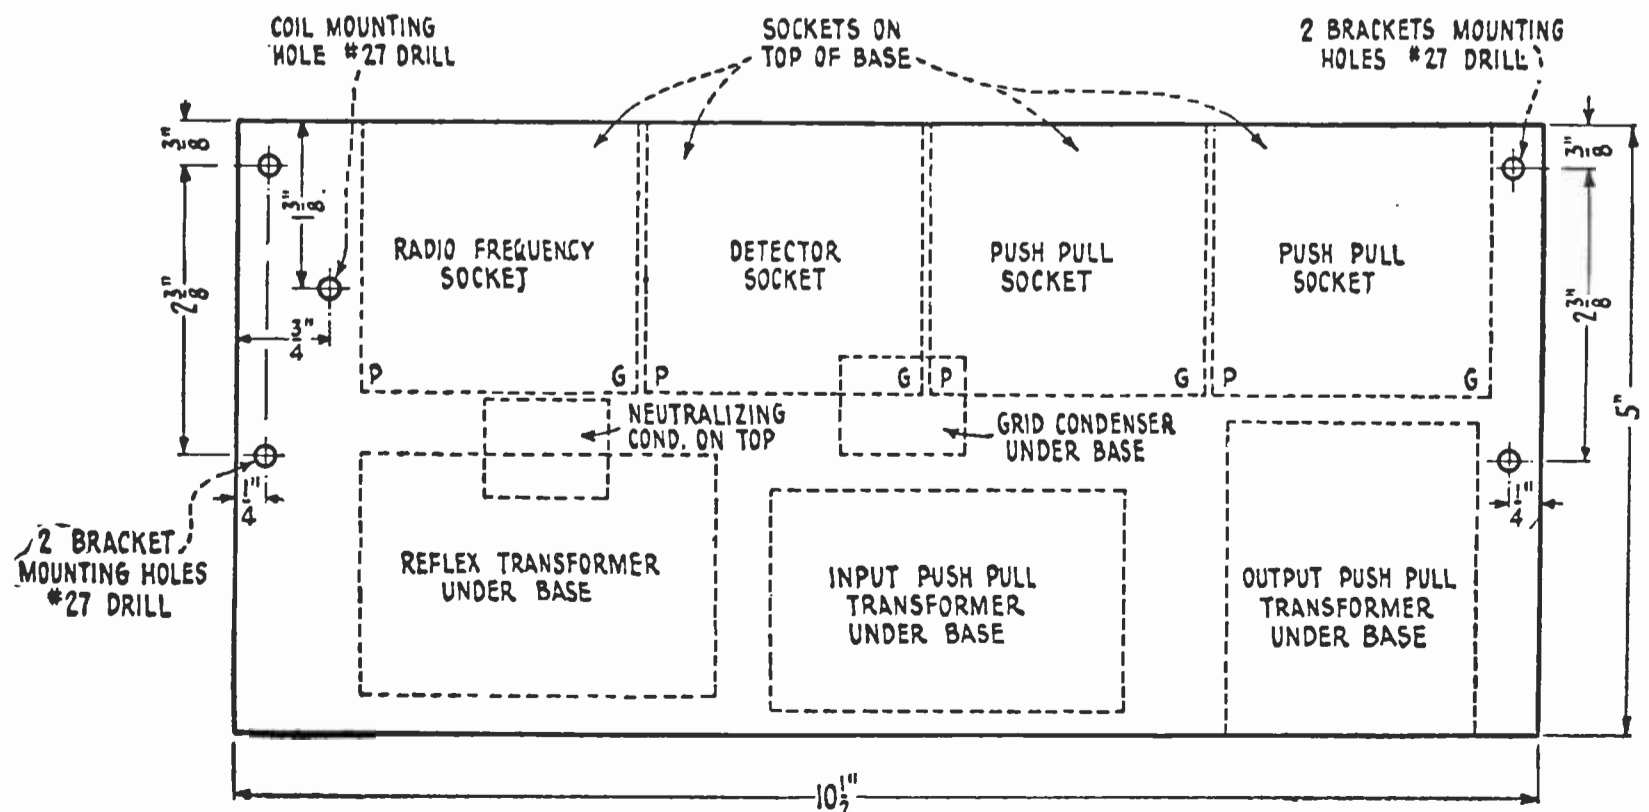 COIL MOUNTING
HOLE #27 DRILL
SOCKETS ON
TOP OF BASE
2 BRACKETS MOUNTING
HOLES #27 DRILL
3/8"
1 3/8"
2 3/8"
3/4"
1/4"
3/8"
2 3/8"
5"
1/4"
RADIO FREQUENCY
SOCKET
DETECTOR
SOCKET
PUSH PULL
SOCKET
PUSH PULL
SOCKET
P G P G P G P G
NEUTRALIZING
COND. ON TOP
GRID CONDENSER
UNDER BASE
2 BRACKET
MOUNTING HOLES
#27 DRILL
REFLEX TRANSFORMER
UNDER BASE
INPUT PUSH PULL
TRANSFORMER
UNDER BASE
OUTPUT PUSH PULL
TRANSFORMER
UNDER BASE
10 1/2"